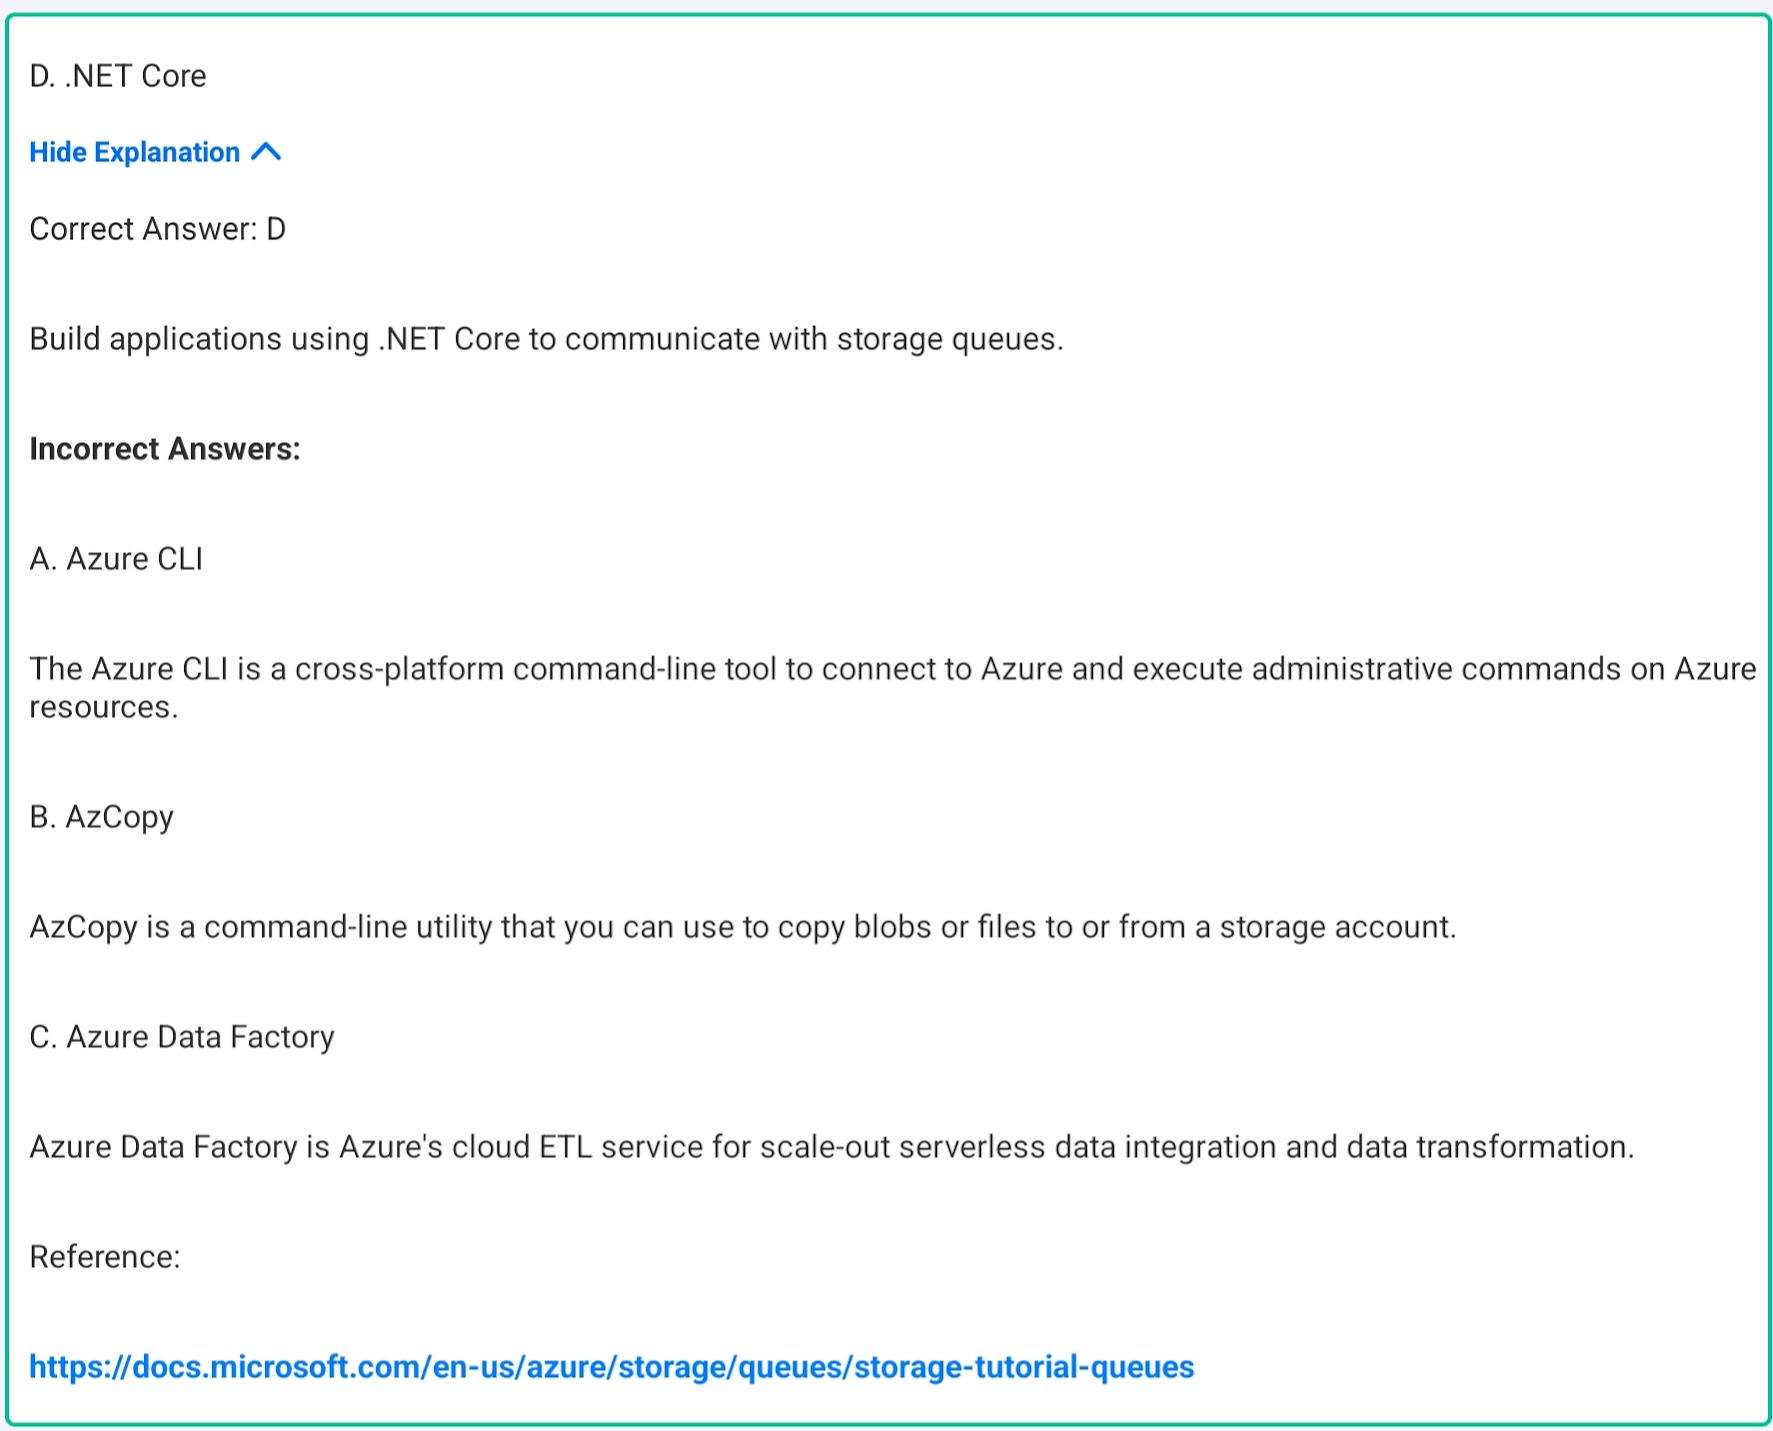 D. .NET Core
Hide Explanation
Correct Answer: D
Build applications using .NET Core to communicate with storage queues.
Incorrect Answers:
A. Azure CLI
The Azure CLI is a cross-platform command-line tool to connect to Azure and execute administrative commands on Azure
resources.
B. AzCopy
AzCopy is a command-line utility that you can use to copy blobs or files to or from a storage account.
C. Azure Data Factory
Azure Data Factory is Azure's cloud ETL service for scale-out serverless data integration and data transformation.
Reference:
https://docs.microsoft.com/en-us/azure/storage/queues/storage-tutorial-queues